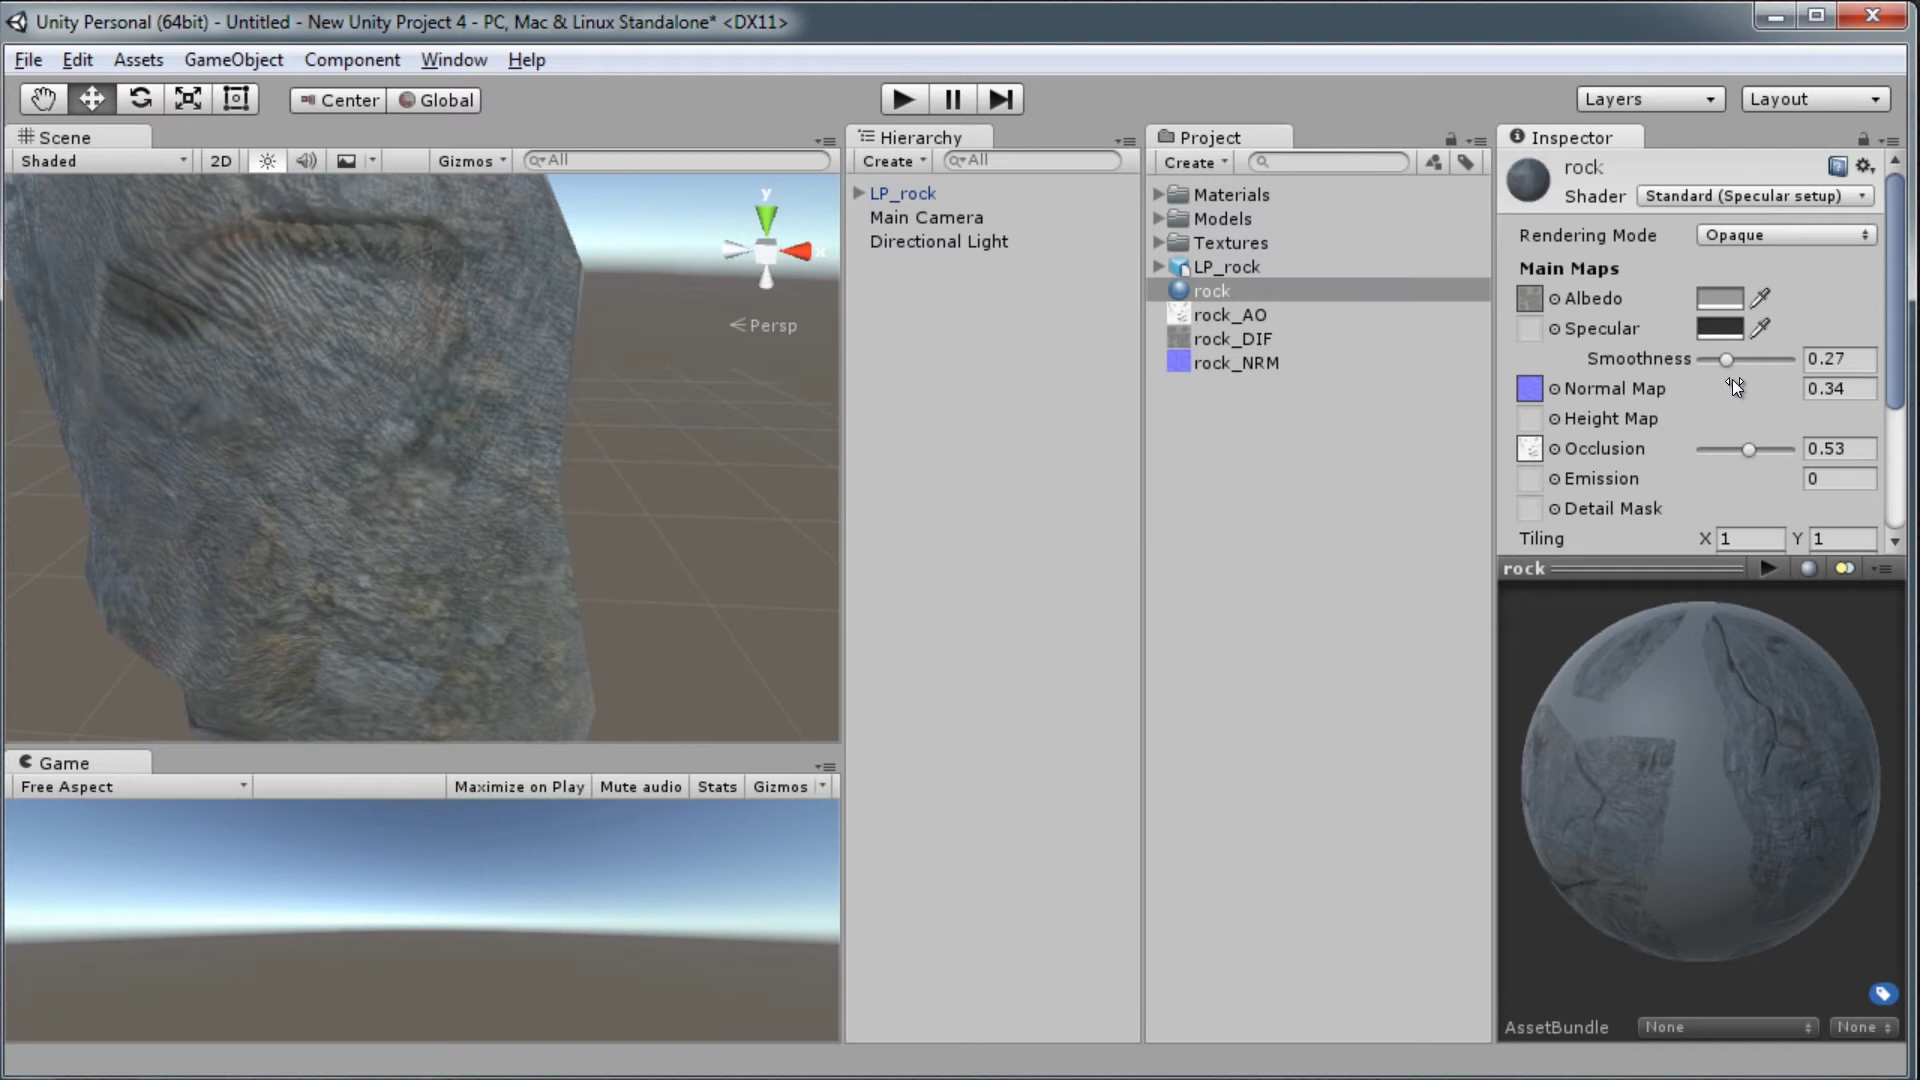 Unity Personal (64bit) - Untitled - New Unity Project 4 - PC, Mac & Linux Standalone* <DX11>
File Edit Assets GameObject Component Window Help
Center Global Layers Layout
Scene
Shaded 2D Gizmos All
y
x
Persp
Game
Free Aspect Maximize on Play Mute audio Stats Gizmos
Hierarchy
Create All
LP_rock
Main Camera
Directional Light
Project
Create
Materials
Models
Textures
LP_rock
rock
rock_AO
rock_DIF
rock_NRM
Inspector
rock
Shader Standard (Specular setup)
Rendering Mode Opaque
Main Maps
Albedo
Specular
Smoothness 0.27
Normal Map 0.34
Height Map
Occlusion 0.53
Emission 0
Detail Mask
Tiling X 1 Y 1
rock
AssetBundle None None